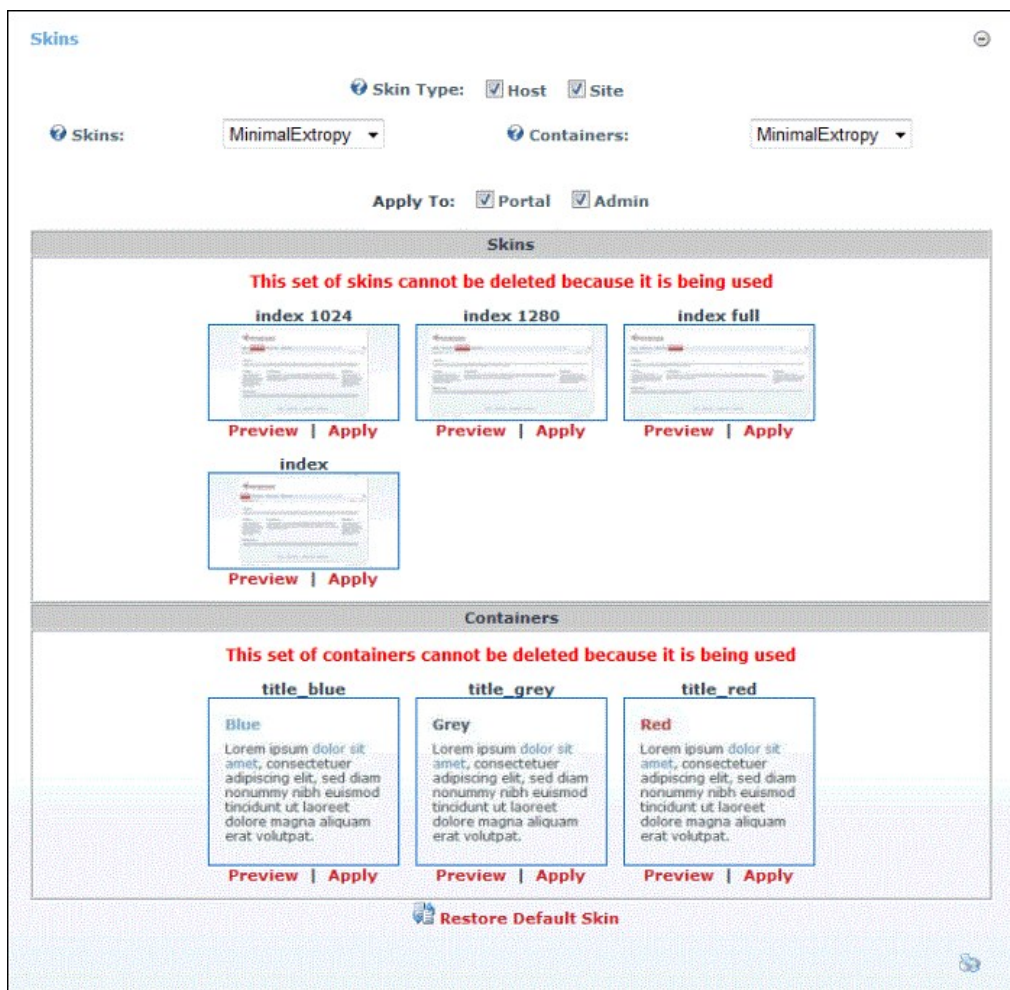 Skins
Skin Type: Host Site
Skins: MinimalExtropy Containers: MinimalExtropy
Apply To: Portal Admin
Skins
This set of skins cannot be deleted because it is being used
index 1024 index 1280 index full
Preview | Apply Preview | Apply Preview | Apply
index
Preview | Apply
Containers
This set of containers cannot be deleted because it is being used
title_blue title_grey title_red
Blue
Lorem ipsum dolor sit
amet, consectetuer
adipiscing elit, sed diam
nonummy nibh euismod
tincidunt ut laoreet
dolore magna aliquam
erat volutpat.
Grey
Lorem ipsum dolor sit
amet, consectetuer
adipiscing elit, sed diam
nonummy nibh euismod
tincidunt ut laoreet
dolore magna aliquam
erat volutpat.
Red
Lorem ipsum dolor sit
amet, consectetuer
adipiscing elit, sed diam
nonummy nibh euismod
tincidunt ut laoreet
dolore magna aliquam
erat volutpat.
Preview | Apply Preview | Apply Preview | Apply
Restore Default Skin